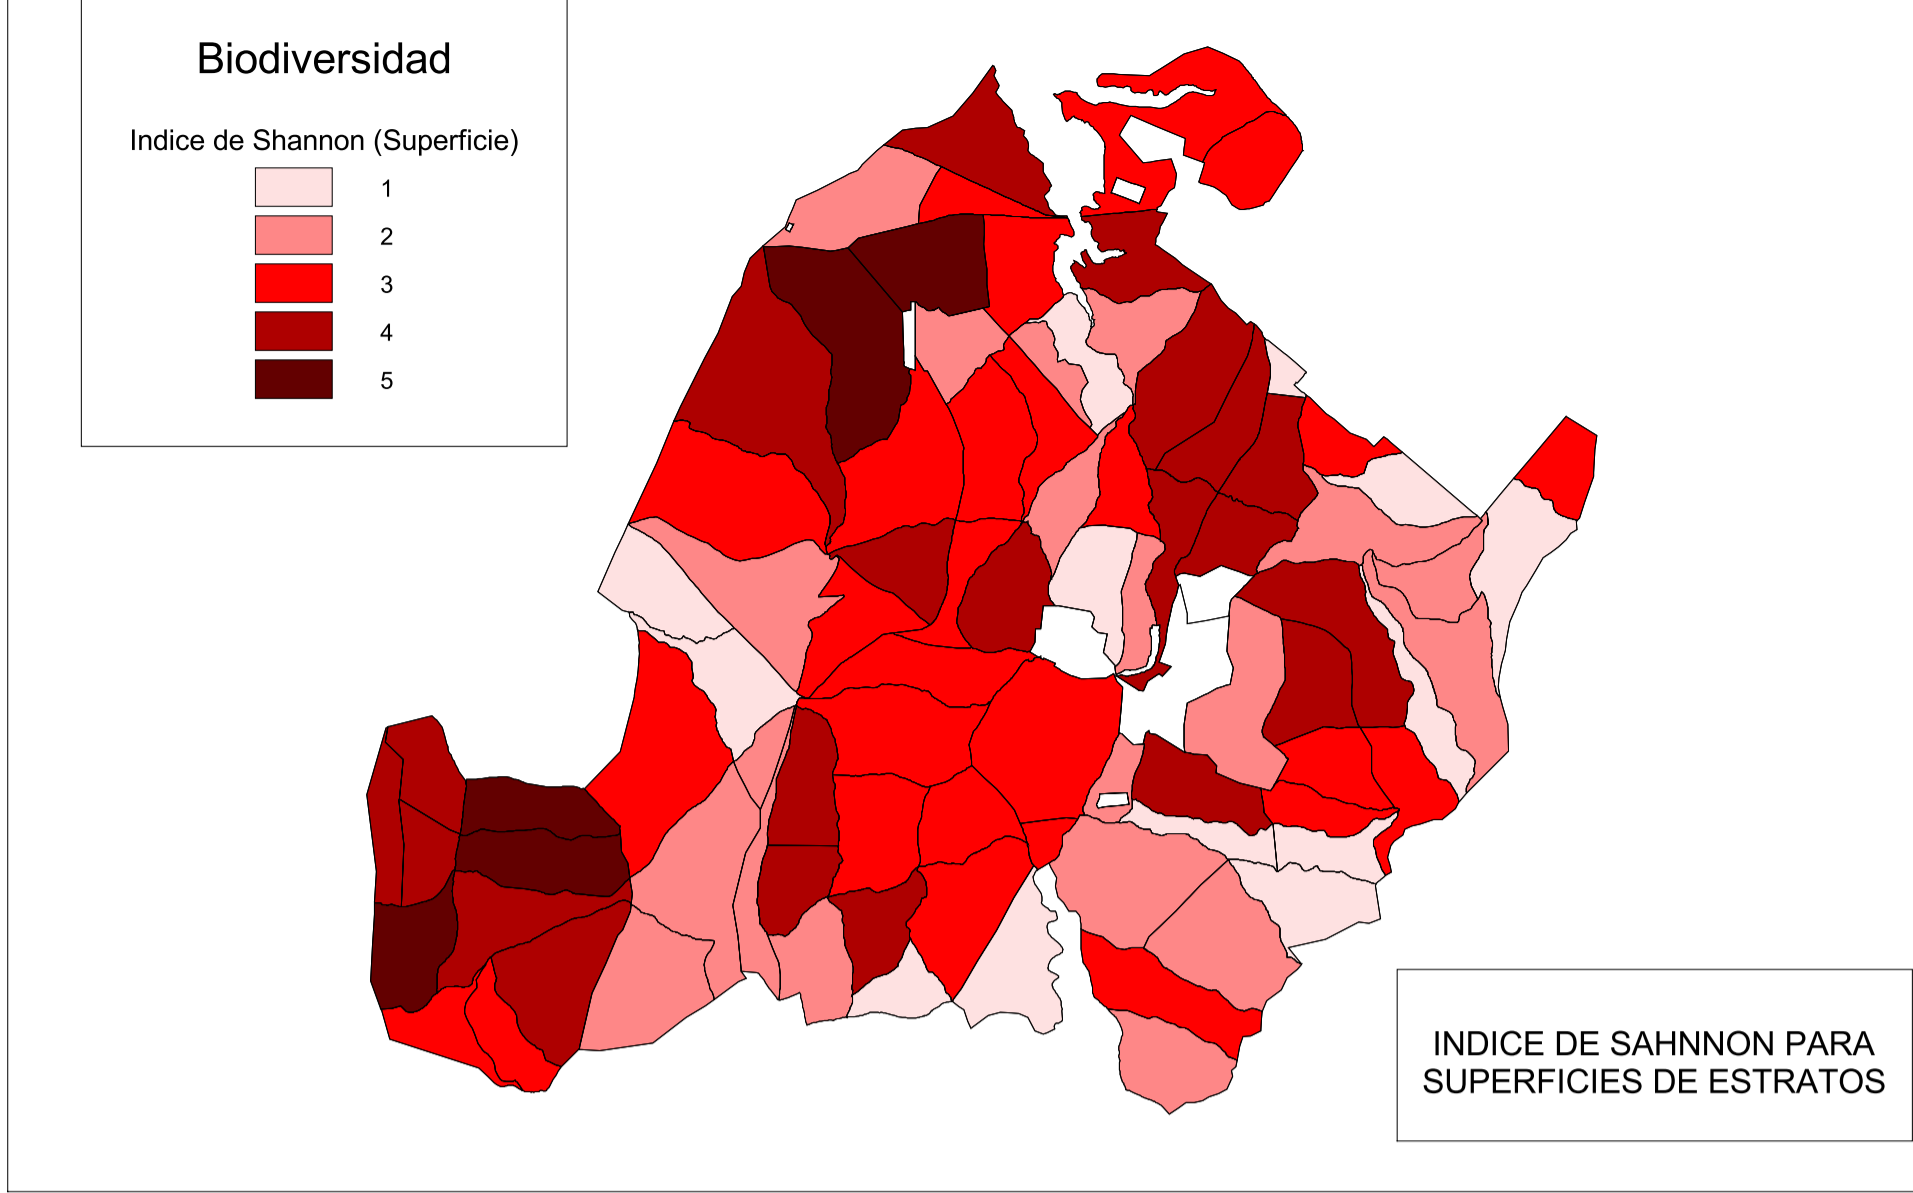 Biodiversidad
Indice de Shannon (Superficie)
1
2
3
4
5
INDICE DE SAHNNON PARA
SUPERFICIES DE ESTRATOS